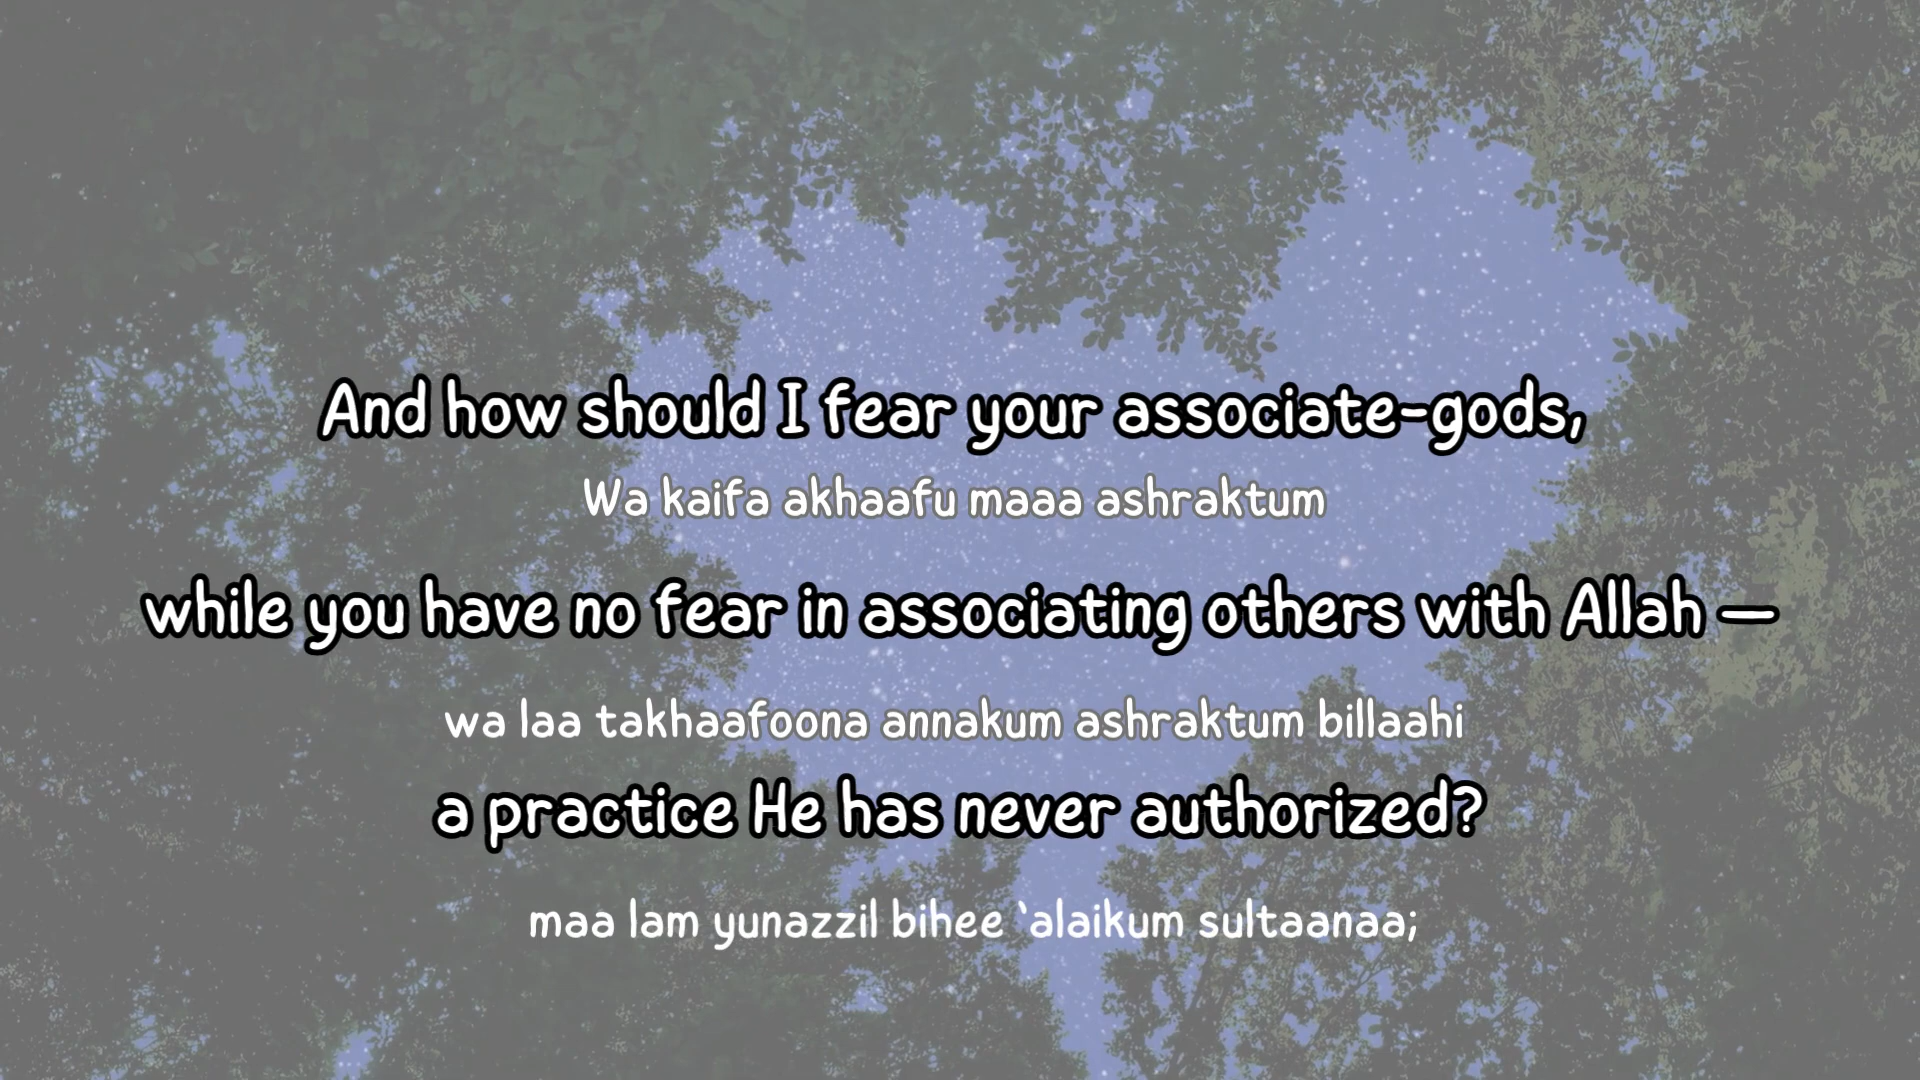 And how should I fear your associate-gods,
Wa kaifa akhaafu maaa ashraktum
while you have no fear in associating others with Allah —
wa laa takhaafoona annakum ashraktum billaahi
a practice He has never authorized?
maa lam yunazzil bihee `alaikum sultaanaa;